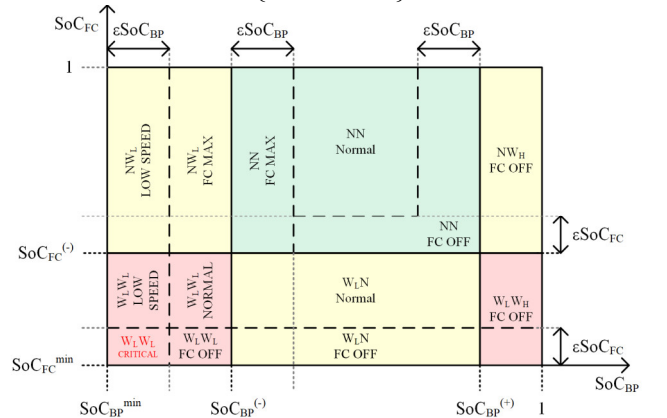 SoC_FC
εSoC_BP
εSoC_BP
εSoC_BP
1
NW_L
LOW SPEED
NW_L
FC MAX
NN
FC MAX
NN
Normal
NW_H
FC OFF
NN
FC OFF
εSoC_FC
SoC_FC^(-)
W_LW_L
LOW
SPEED
W_LW_L
NORMAL
W_LN
Normal
W_LW_H
FC OFF
W_LW_L
CRITICAL
W_LW_L
FC OFF
W_LN
FC OFF
εSoC_FC
SoC_FC^min
SoC_BP
SoC_BP^min
SoC_BP^(-)
SoC_BP^(+)
1